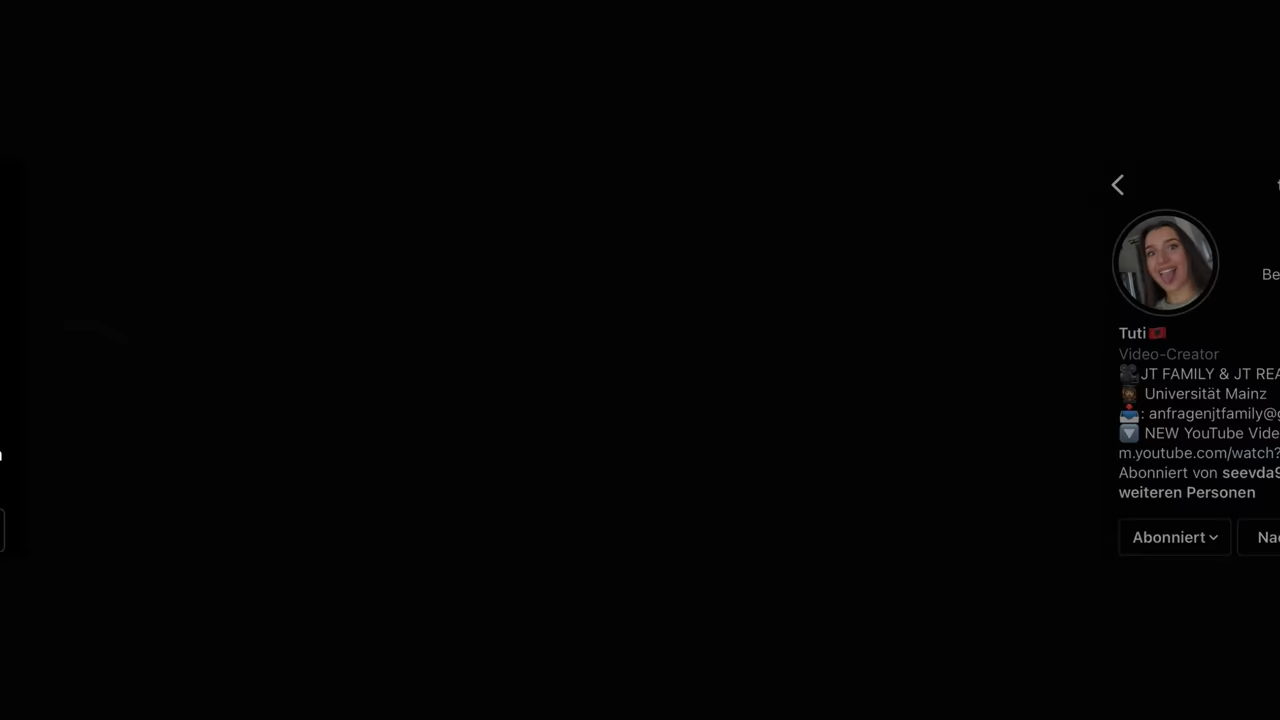 Tuti
Video-Creator
JT FAMILY & JT REA
Universität Mainz
: anfragenjtfamily@g
NEW YouTube Vide
m.youtube.com/watch?
Abonniert von seevda9
weiteren Personen
Abonniert